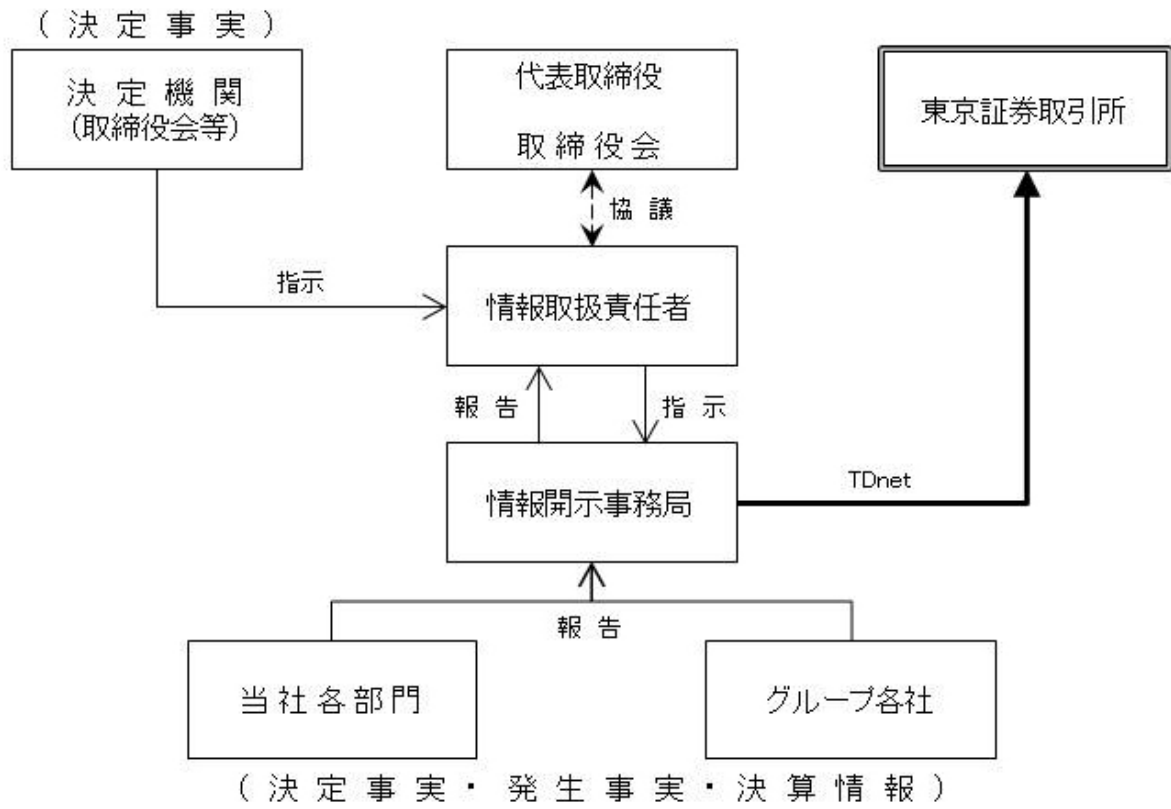 (決定事実)
決定機関
(取締役会等)
代表取締役
取締役会
東京証券取引所
協議
指示
情報取扱責任者
報告
指示
情報開示事務局
TDnet
報告
当社各部門
グループ各社
(決定事実・発生事実・決算情報)